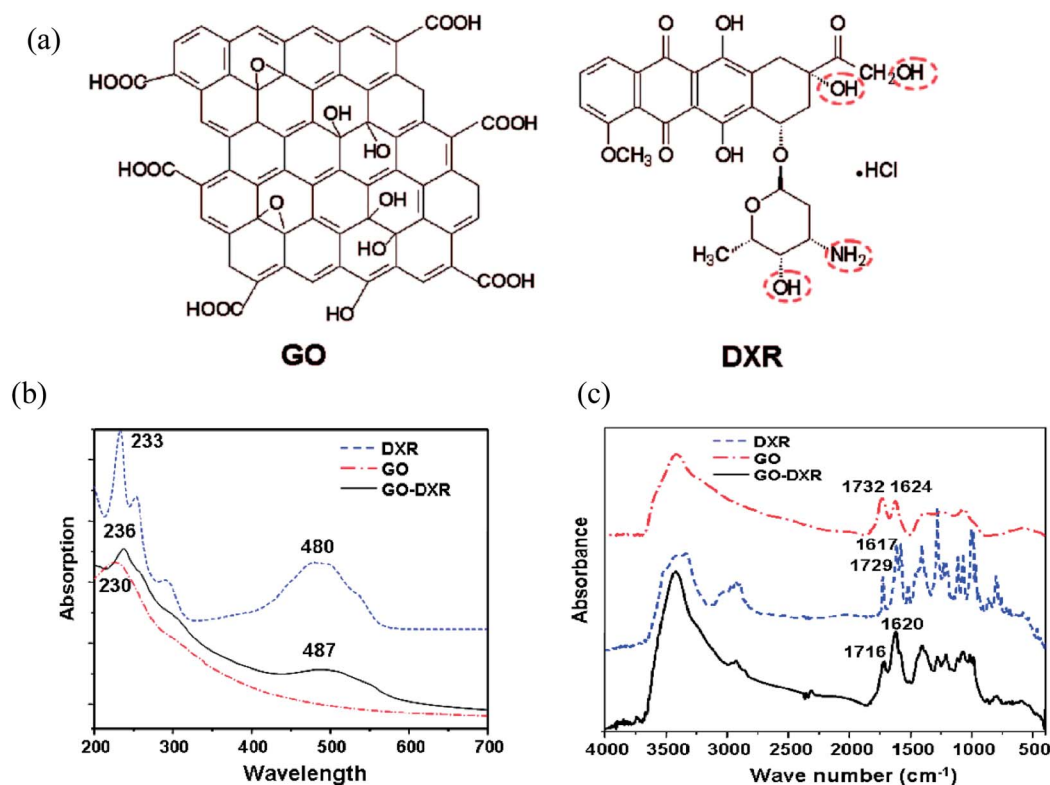 (a)
COOH
O
HOOC
OH
OH
HO
COOH
HOOC
O
OH
HO
HOOC
HO
COOH
GO
O
OH
O
CH2OH
OH
OCH3
O
OH
O
•HCl
O
H3C
NH2
OH
DXR
(b)
233
DXR
GO
GO-DXR
236
480
230
487
Absorption
200 300 400 500 600 700
Wavelength
(c)
DXR
GO
GO-DXR
1732 1624
1617
1729
1620
1716
Absorbance
4000 3500 3000 2500 2000 1500 1000 500
Wave number (cm-1)